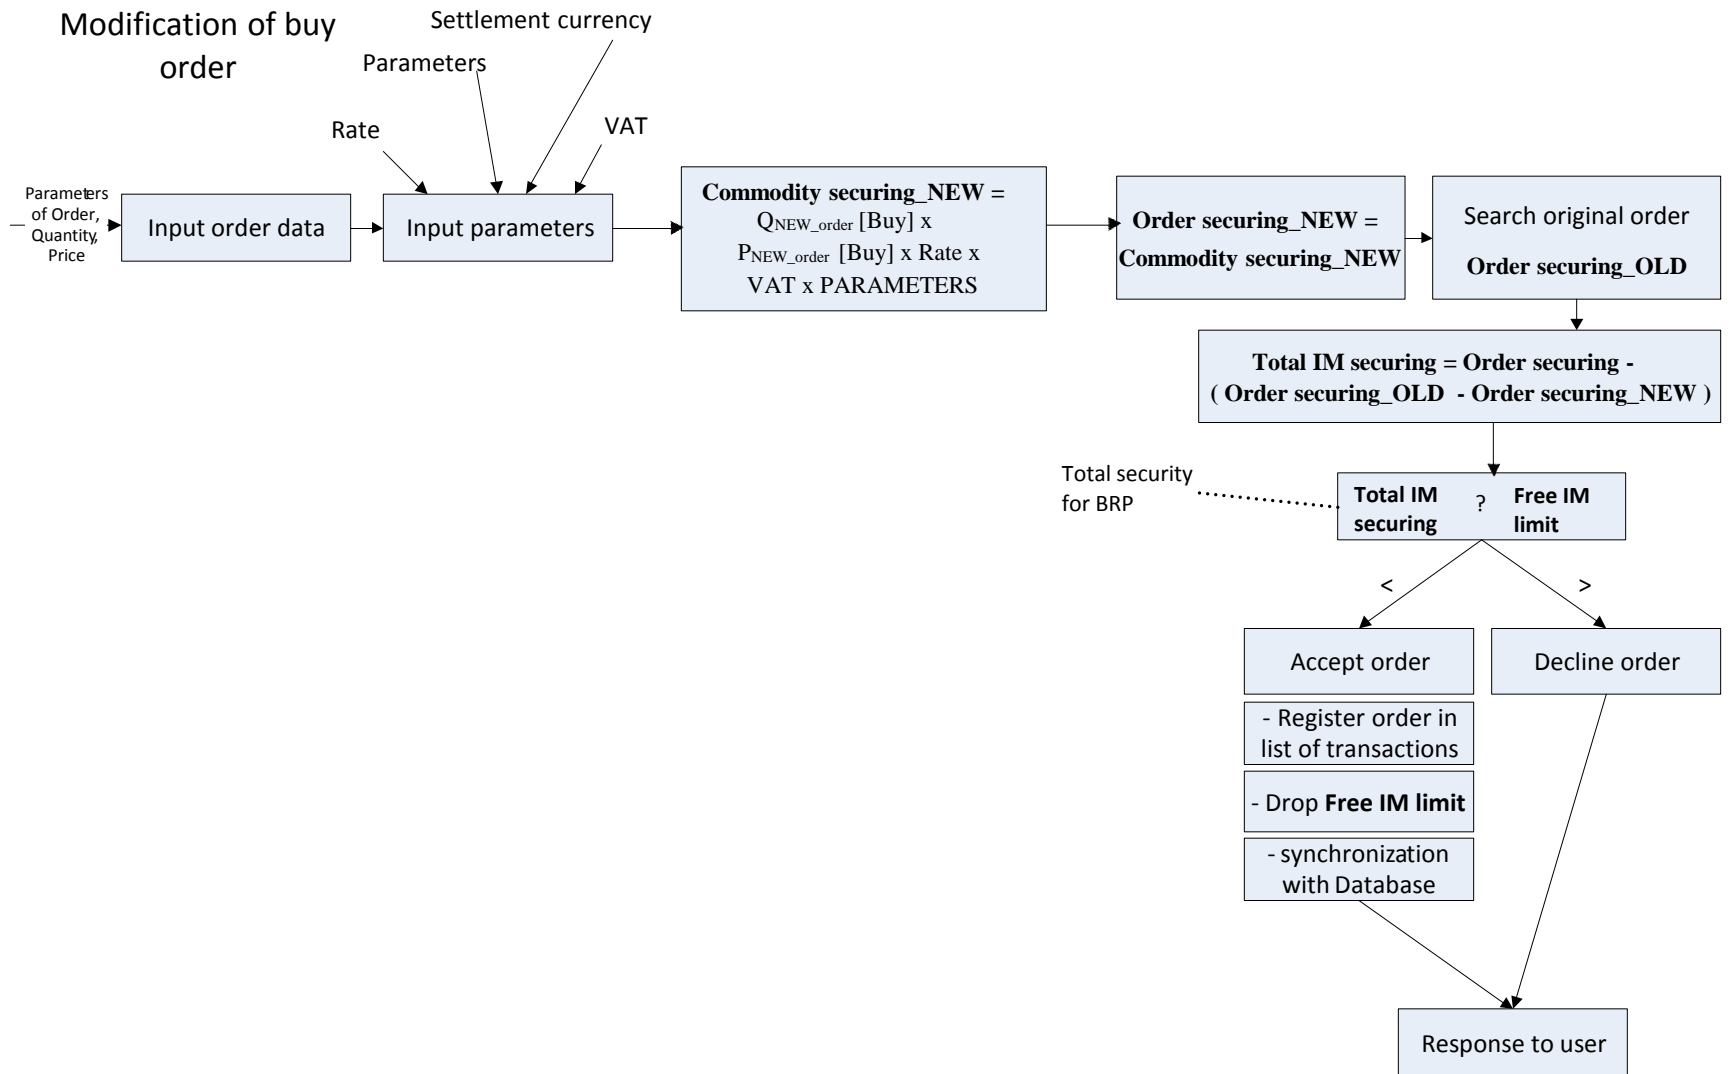 Modification of buy
order
Settlement currency
Parameters
Rate
VAT
Parameters
of Order,
Quantity,
Price
Input order data
Input parameters
Commodity securing_NEW =
QNEW_order [Buy] x
PNEW_order [Buy] x Rate x
VAT x PARAMETERS
Order securing_NEW =
Commodity securing_NEW
Search original order
Order securing_OLD
Total IM securing = Order securing -
( Order securing_OLD - Order securing_NEW )
Total security
for BRP
Total IM
securing
?
Free IM
limit
<
>
Accept order
Decline order
- Register order in
list of transactions
- Drop Free IM limit
- synchronization
with Database
Response to user